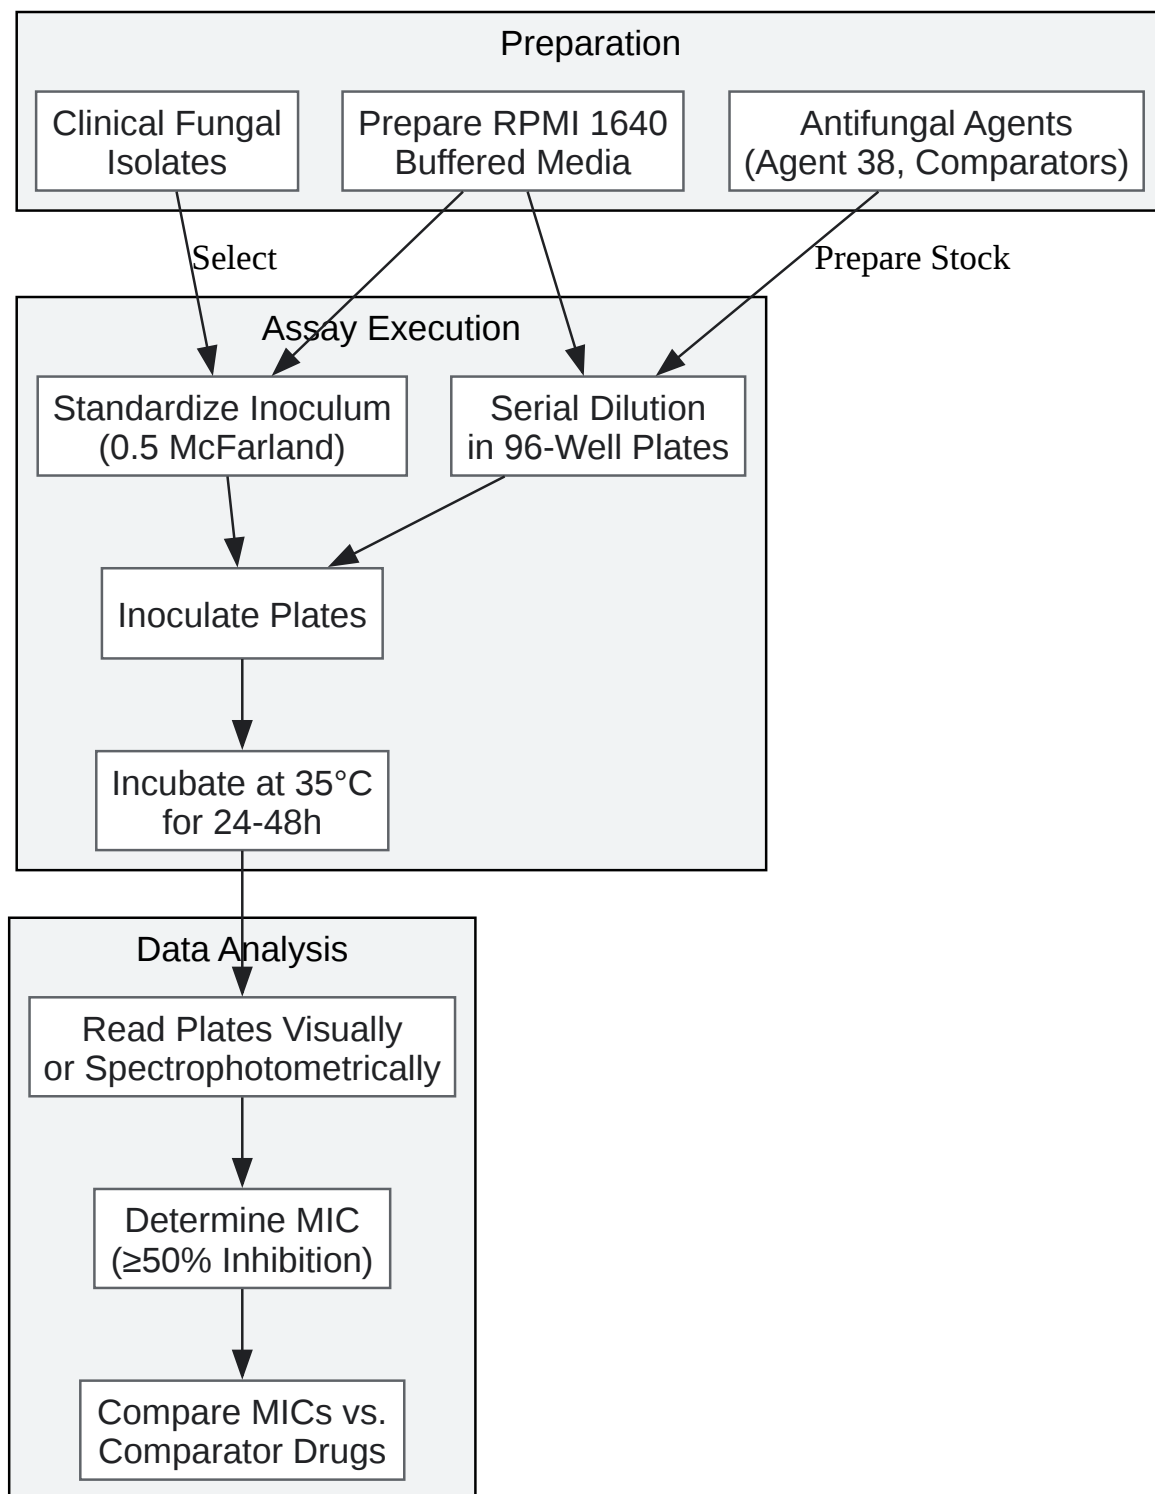 Preparation
Clinical Fungal
Isolates
Prepare RPMI 1640
Buffered Media
Antifungal Agents
(Agent 38, Comparators)
Select
Prepare Stock
Assay Execution
Standardize Inoculum
(0.5 McFarland)
Serial Dilution
in 96-Well Plates
Inoculate Plates
Incubate at 35°C
for 24-48h
Data Analysis
Read Plates Visually
or Spectrophotometrically
Determine MIC
(≥50% Inhibition)
Compare MICs vs.
Comparator Drugs